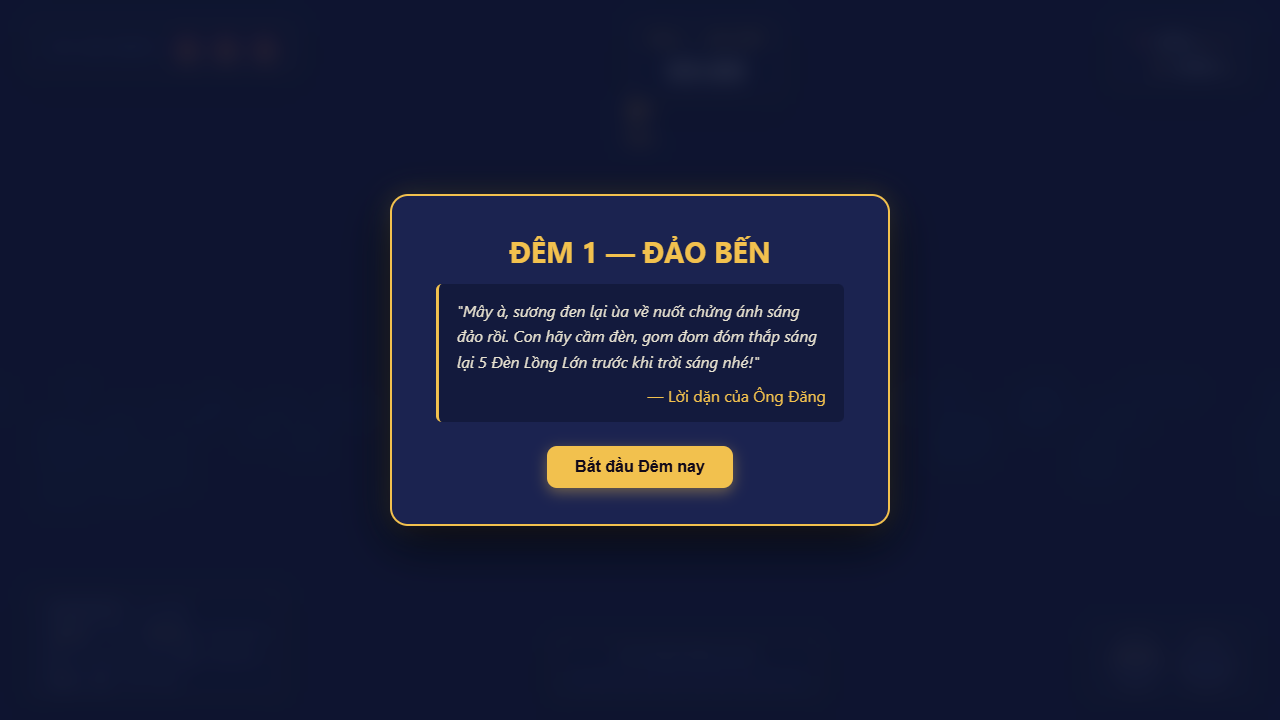 ĐÊM 1 — ĐẢO BẾN
"Mây à, sương đen lại ùa về nuốt chửng ánh sáng
đảo rồi. Con hãy cầm đèn, gom đom đóm thắp sáng
lại 5 Đèn Lồng Lớn trước khi trời sáng nhé!"
— Lời dặn của Ông Đăng
Bắt đầu Đêm nay